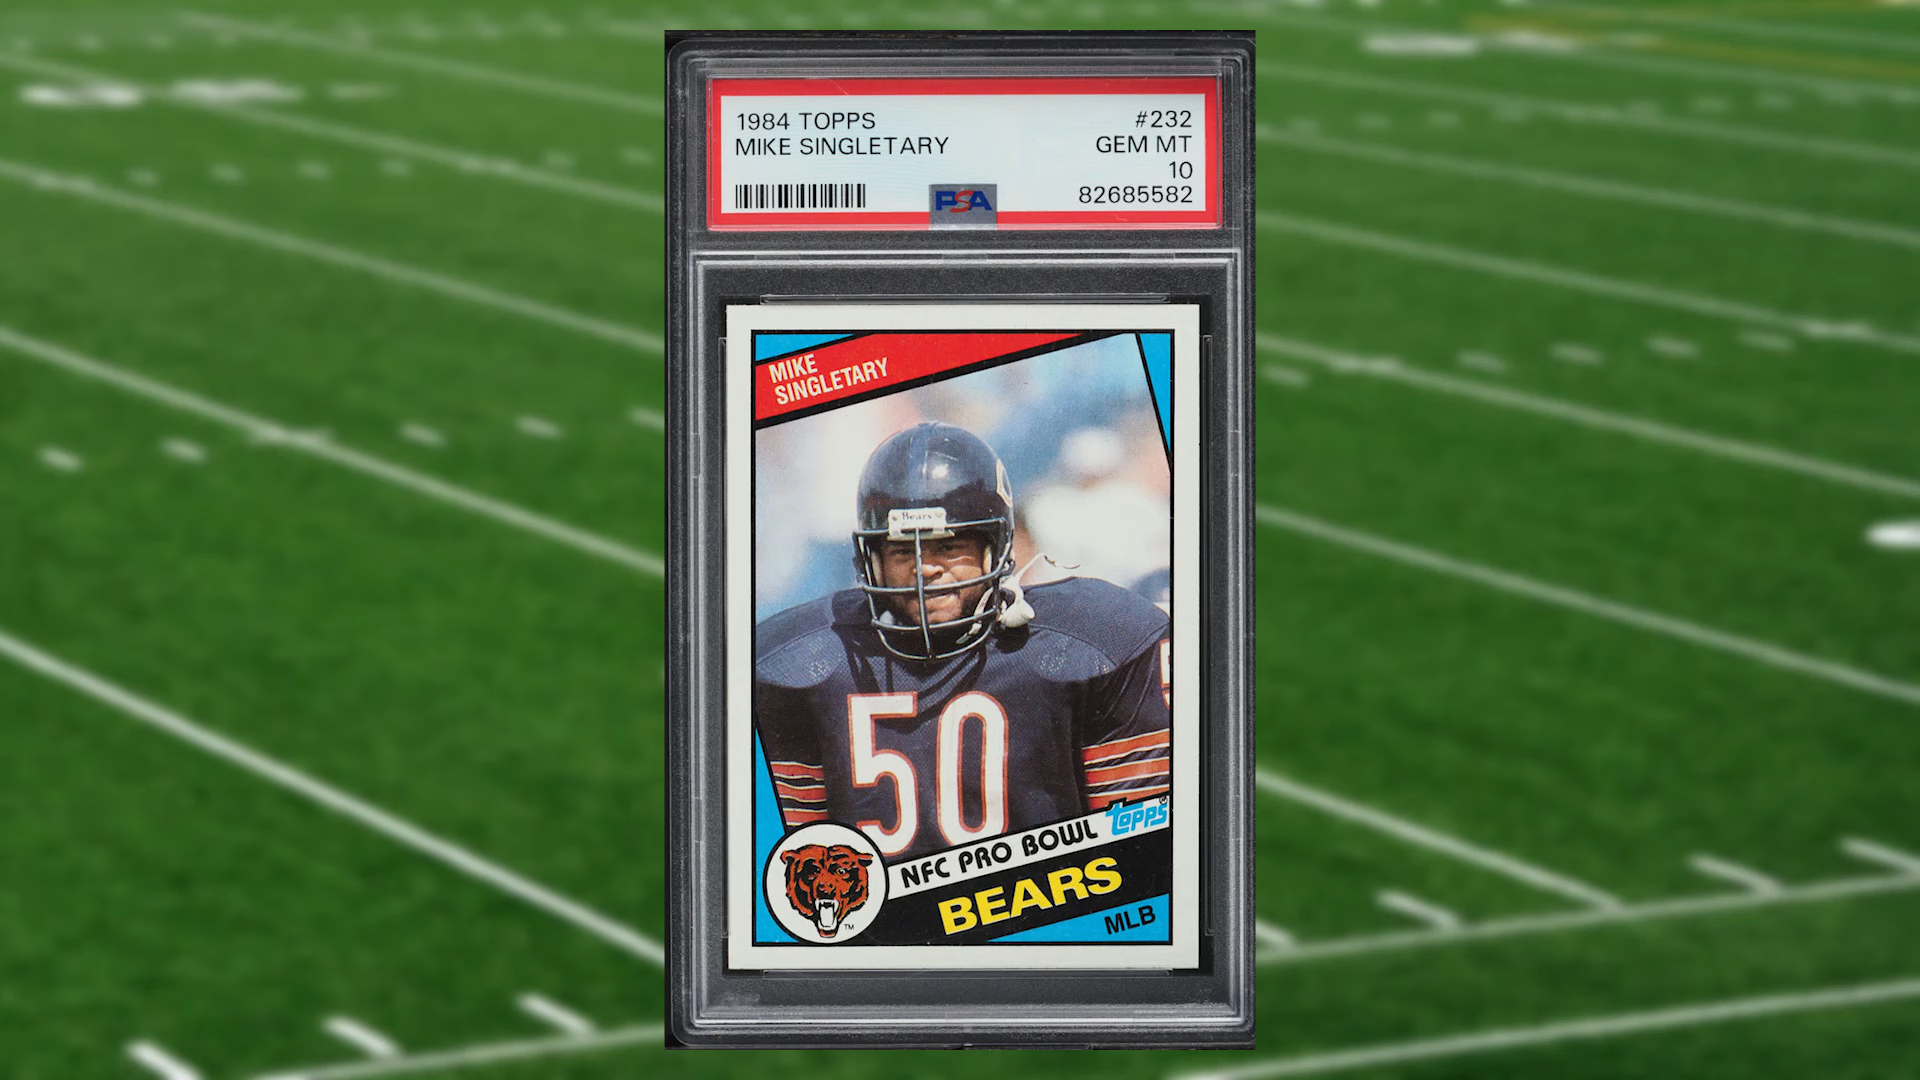 1984 TOPPS #232
MIKE SINGLETARY GEM MT
10
PSA 82685582
MIKE
SINGLETARY
Bears
50
NFC PRO BOWL topps
BEARS
TM MLB